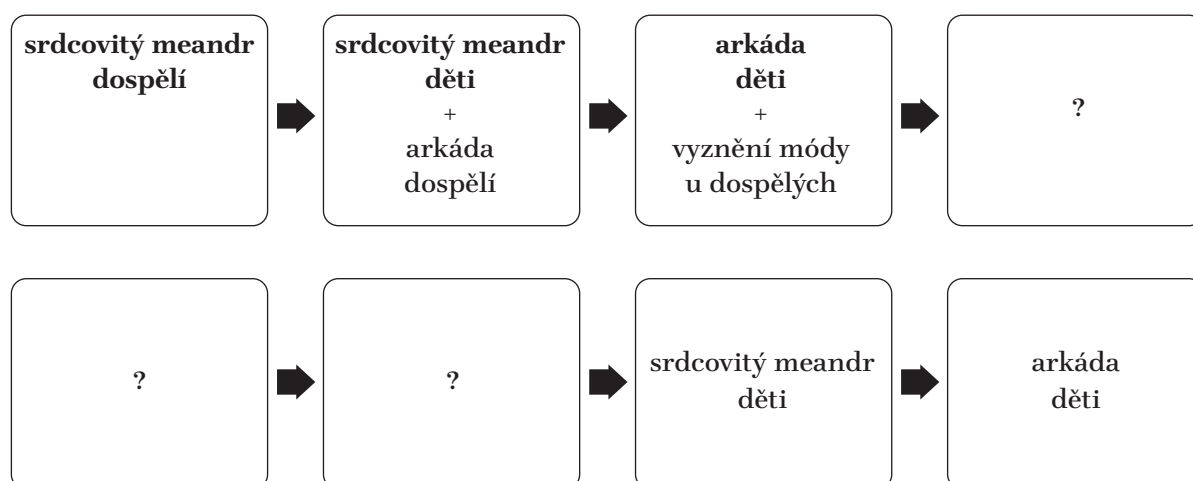 srdcovitý meandr
dospělí
srdcovitý meandr
děti
+
arkáda
dospělí
arkáda
děti
+
vyznění módy
u dospělých
?
?
?
srdcovitý meandr
děti
arkáda
děti